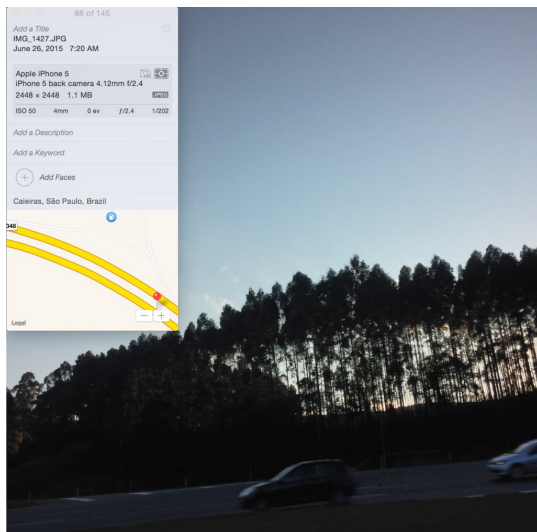 88 of 145
Add a Title
IMG_1427.JPG
June 26, 2015 7:20 AM
Apple iPhone 5
iPhone 5 back camera 4.12mm f/2.4
2448 × 2448 1.1 MB JPEG
ISO 50 4mm 0 ev ƒ/2.4 1/202
Add a Description
Add a Keyword
+ Add Faces
Caieiras, São Paulo, Brazil
348
− +
Legal